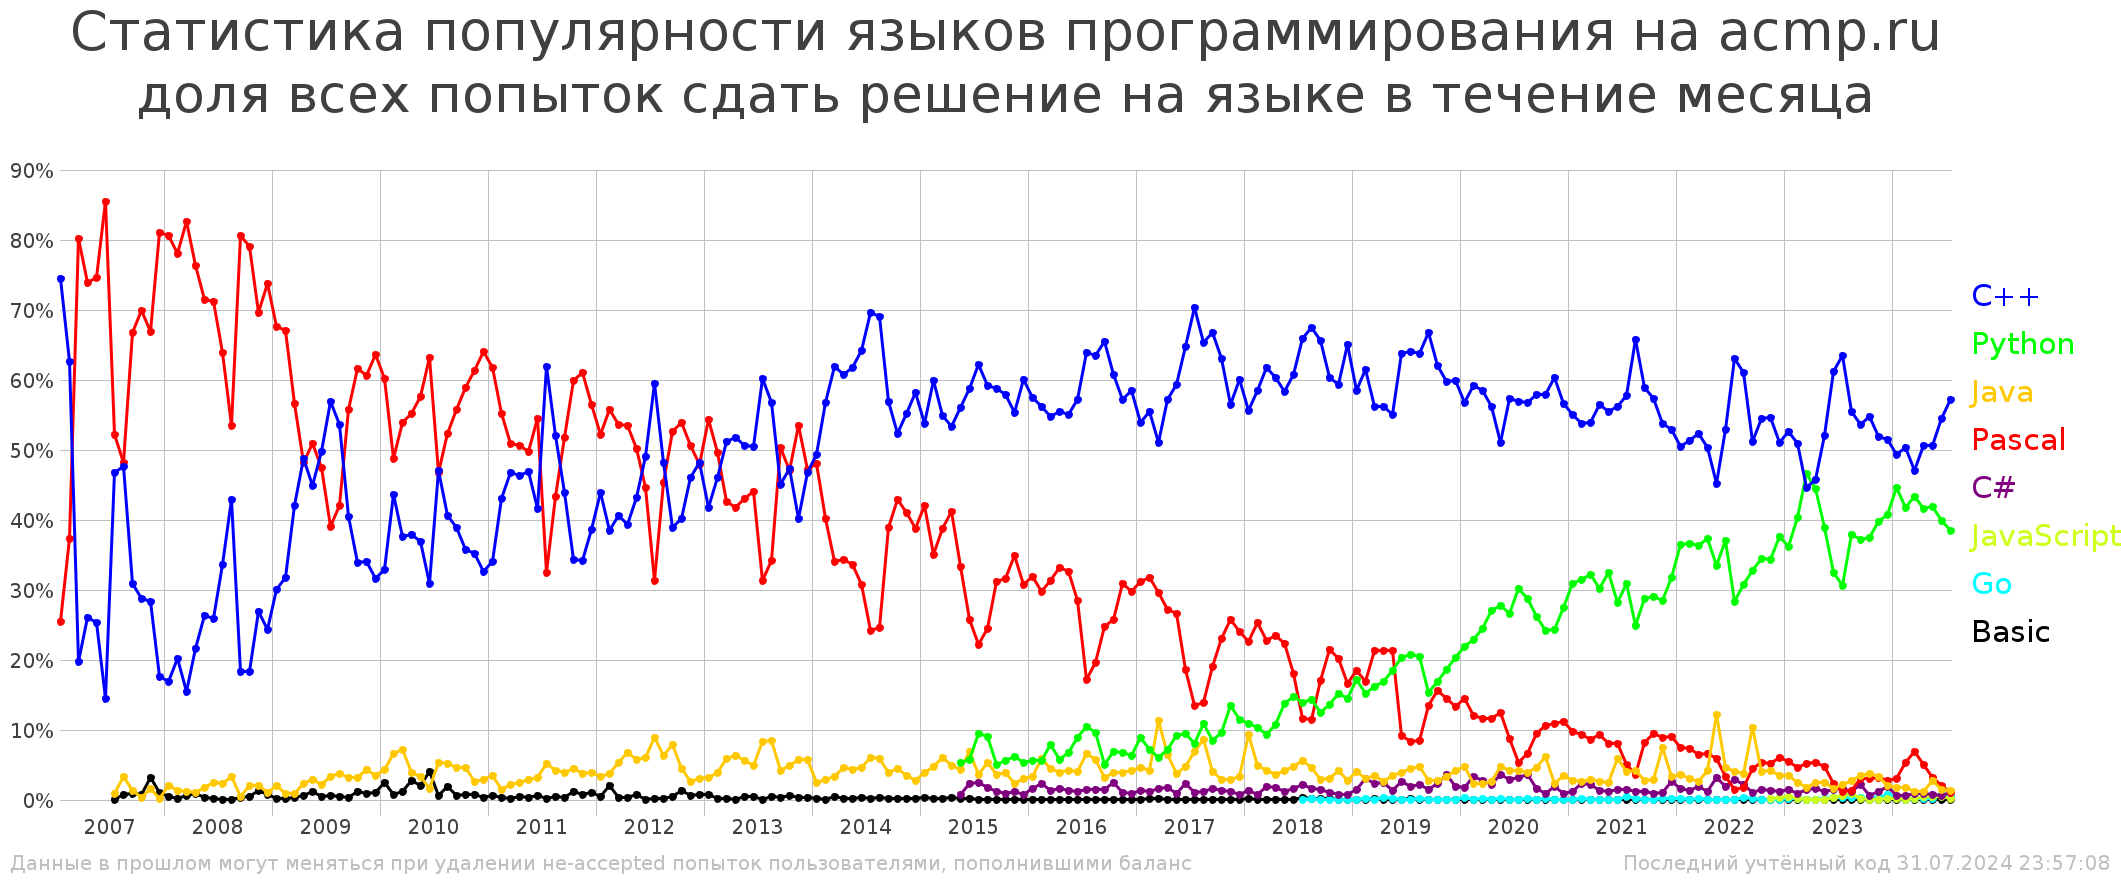 Статистика популярности языков программирования на acmp.ru
доля всех попыток сдать решение на языке в течение месяца
90%
80%
70%
60%
50%
40%
30%
20%
10%
0%
C++
Python
Java
Pascal
C#
JavaScript
Go
Basic
2007 2008 2009 2010 2011 2012 2013 2014 2015 2016 2017 2018 2019 2020 2021 2022 2023
Данные в прошлом могут меняться при удалении не-accepted попыток пользователями, пополнившими баланс
Последний учтённый код 31.07.2024 23:57:08